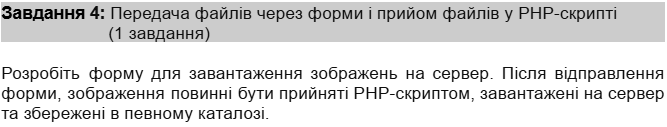 Завдання 4: Передача файлів через форми і прийом файлів у PHP-скрипті
(1 завдання)
Розробіть форму для завантаження зображень на сервер. Після відправлення
форми, зображення повинні бути прийняті PHP-скриптом, завантажені на сервер
та збережені в певному каталозі.